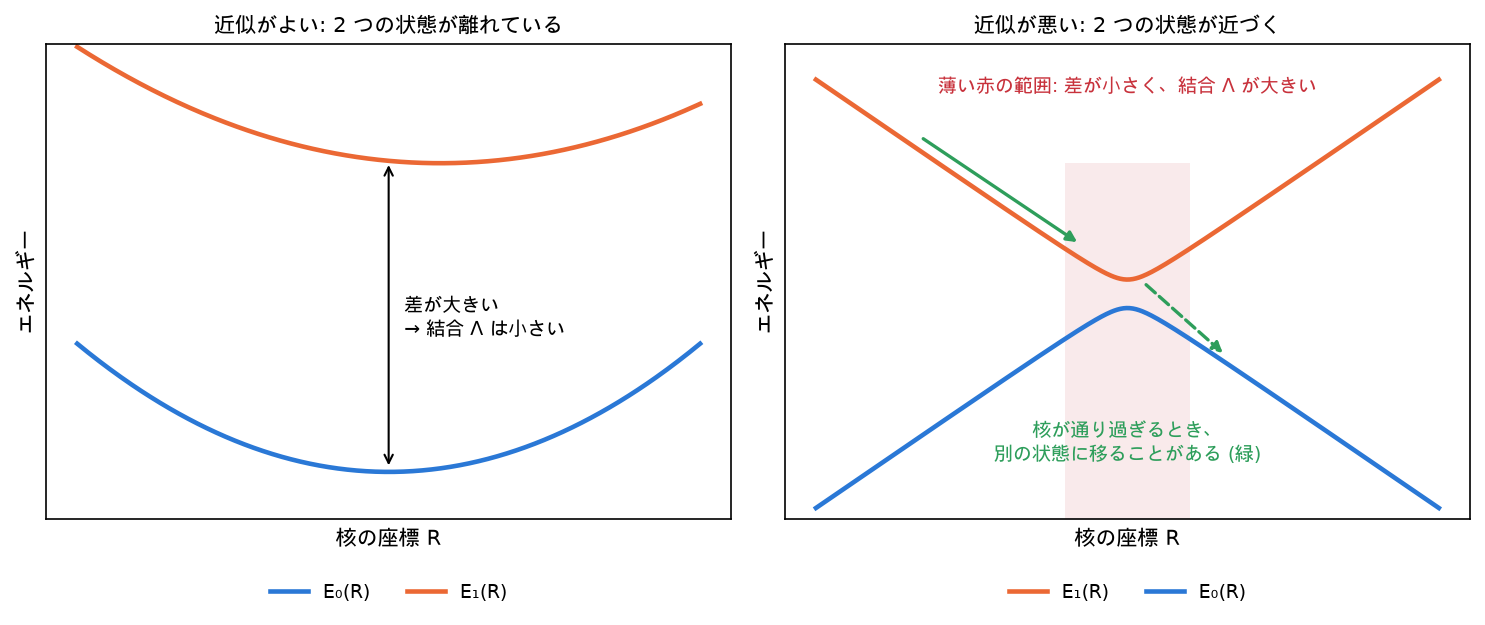 近似がよい: 2 つの状態が離れている
エネルギー
差が大きい
→ 結合 Λ は小さい
核の座標 R
E₀(R)
E₁(R)
近似が悪い: 2 つの状態が近づく
エネルギー
薄い赤の範囲: 差が小さく、結合 Λ が大きい
核が通り過ぎるとき、
別の状態に移ることがある (緑)
核の座標 R
E₁(R)
E₀(R)